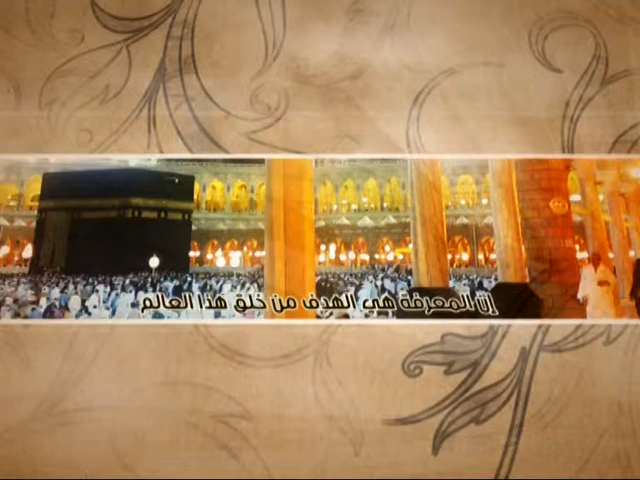 إن المعرفة هي الهدف من خلق هذا العالم